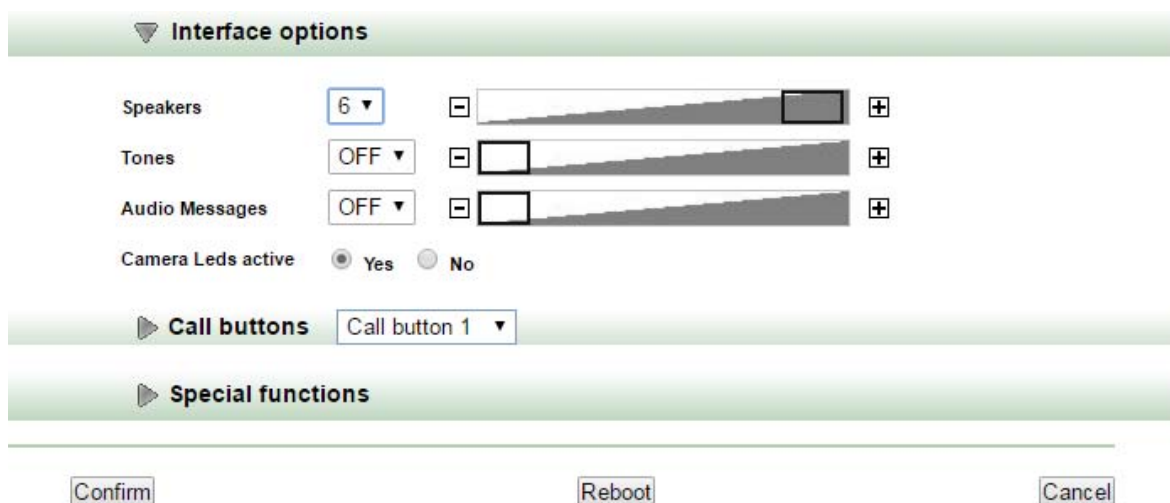 Interface options
Speakers 6
Tones OFF
Audio Messages OFF
Camera Leds active Yes No
Call buttons Call button 1
Special functions
Confirm Reboot Cancel